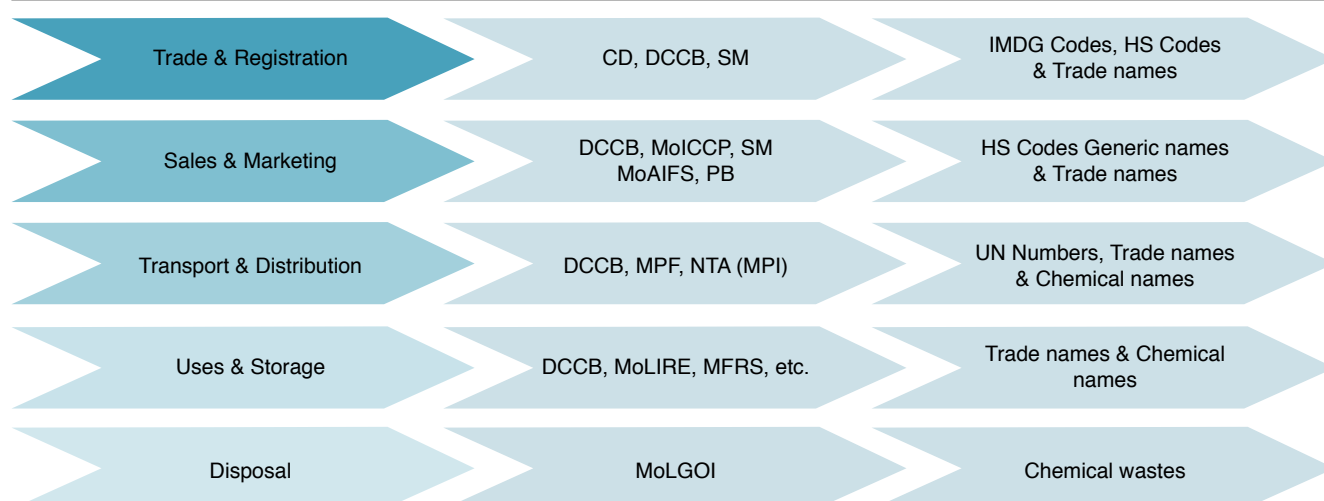 Trade & Registration
CD, DCCB, SM
IMDG Codes, HS Codes
& Trade names
Sales & Marketing
DCCB, MoICCP, SM
MoAIFS, PB
HS Codes Generic names
& Trade names
Transport & Distribution
DCCB, MPF, NTA (MPI)
UN Numbers, Trade names
& Chemical names
Uses & Storage
DCCB, MoLIRE, MFRS, etc.
Trade names & Chemical
names
Disposal
MoLGOI
Chemical wastes